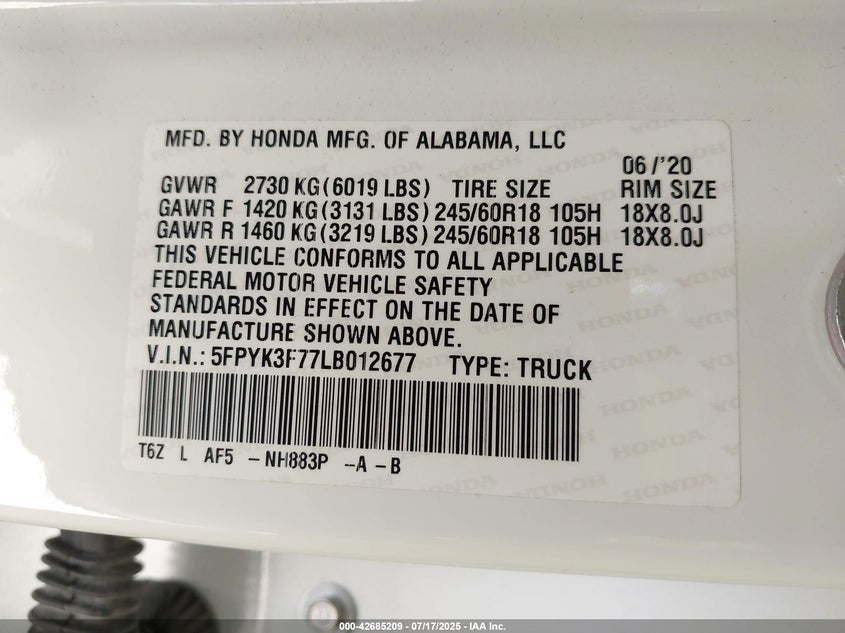 MFD. BY HONDA MFG. OF ALABAMA, LLC
06/'20
GVWR 2730 KG(6019 LBS) TIRE SIZE RIM SIZE
GAWR F 1420 KG(3131 LBS) 245/60R18 105H 18X8.0J
GAWR R 1460 KG(3219 LBS) 245/60R18 105H 18X8.0J
THIS VEHICLE CONFORMS TO ALL APPLICABLE
FEDERAL MOTOR VEHICLE SAFETY
STANDARDS IN EFFECT ON THE DATE OF
MANUFACTURE SHOWN ABOVE.
V.I.N.: 5FPYK3F77LB012677 TYPE: TRUCK
T6Z L AF5 -NH883P --A -B
000-42685209 - 07/17/2025 - IAA Inc.